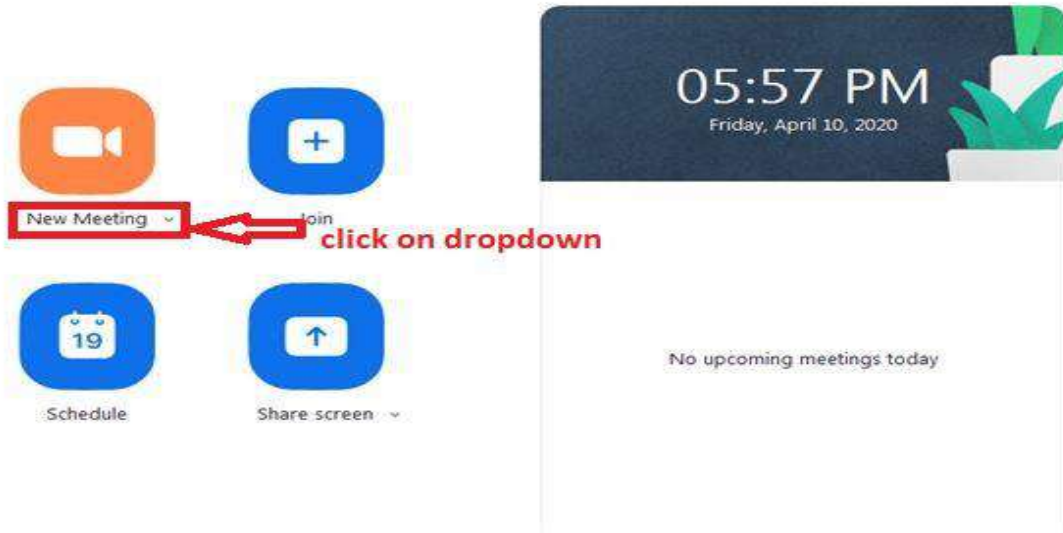 05:57 PM
Friday, April 10, 2020
New Meeting
Join
click on dropdown
19
Schedule
Share screen
No upcoming meetings today